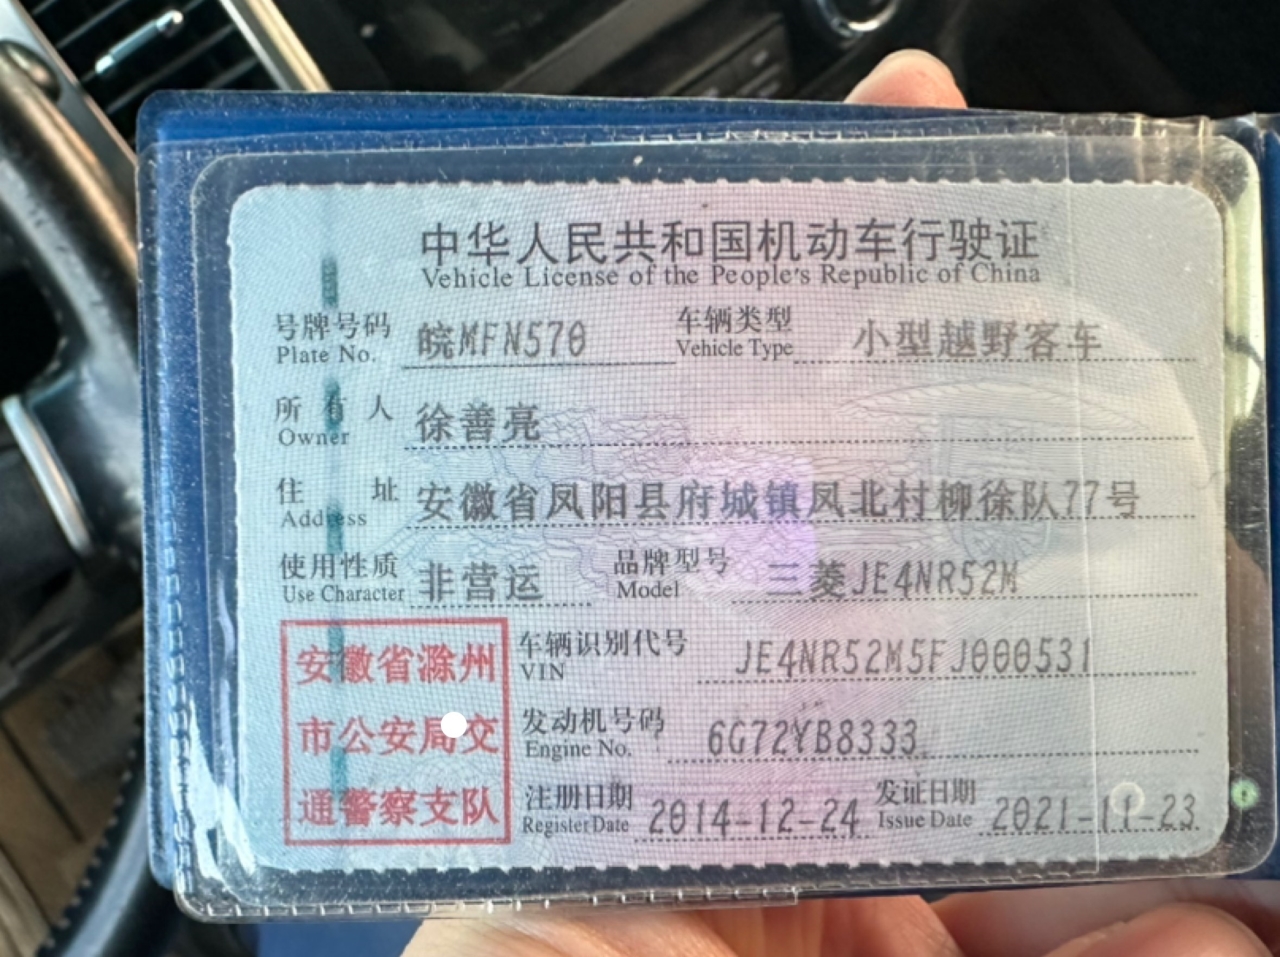 中华人民共和国机动车行驶证
Vehicle License of the People's Republic of China
号牌号码 皖MFN570 车辆类型 小型越野客车
Plate No. Vehicle Type
所有人 徐善亮
Owner
住址 安徽省凤阳县府城镇凤北村柳徐队77号
Address
使用性质 非营运 品牌型号 三菱JE4NR52M
Use Character Model
安徽省滁州
市公安局交
通警察支队
车辆识别代号 JE4NR52M5FJ000531
VIN
发动机号码 6G72YB8333
Engine No.
注册日期 2014-12-24 发证日期 2021-11-23
Register Date Issue Date